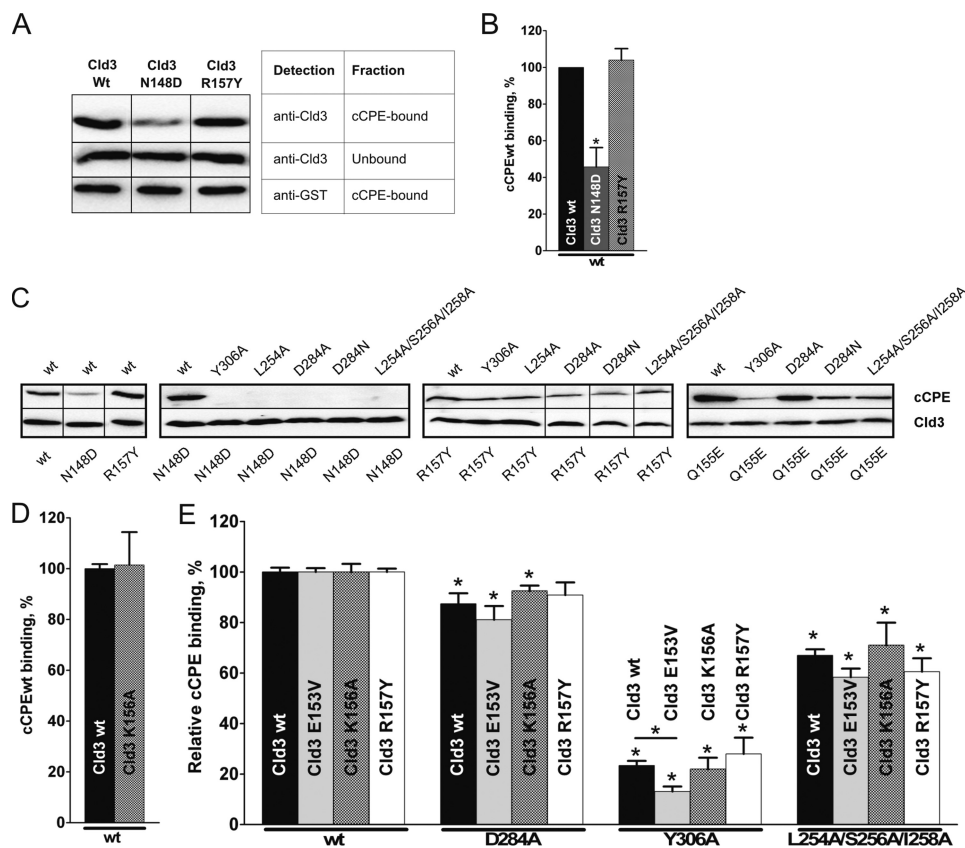 A
Cld3 Wt
Cld3 N148D
Cld3 R157Y
Detection Fraction
anti-Cld3 cCPE-bound
anti-Cld3 Unbound
anti-GST cCPE-bound
B
cCPEwt binding, %
120
100
80
60
40
20
0
*
Cld3 wt
Cld3 N148D
Cld3 R157Y
wt
C
wt wt wt
wt Y306A L254A D284A D284N L254A/S256A/I258A
wt Y306A L254A D284A D284N L254A/S256A/I258A
wt Y306A D284A D284N L254A/S256A/I258A
cCPE
Cld3
wt N148D R157Y
N148D N148D N148D N148D N148D N148D
R157Y R157Y R157Y R157Y R157Y R157Y
Q155E Q155E Q155E Q155E Q155E
D
cCPEwt binding, %
120
100
80
60
40
20
0
Cld3 wt
Cld3 K156A
wt
E
Relative cCPE binding, %
120
100
80
60
40
20
0
Cld3 wt
Cld3 E153V
Cld3 K156A
Cld3 R157Y
wt
* * *
Cld3 wt
Cld3 E153V
Cld3 K156A
Cld3 R157Y
D284A
Cld3 wt
Cld3 E153V
Cld3 K156A
Cld3 R157Y
*
* * * *
Y306A
* * * *
Cld3 wt
Cld3 E153V
Cld3 K156A
Cld3 R157Y
L254A/S256A/I258A